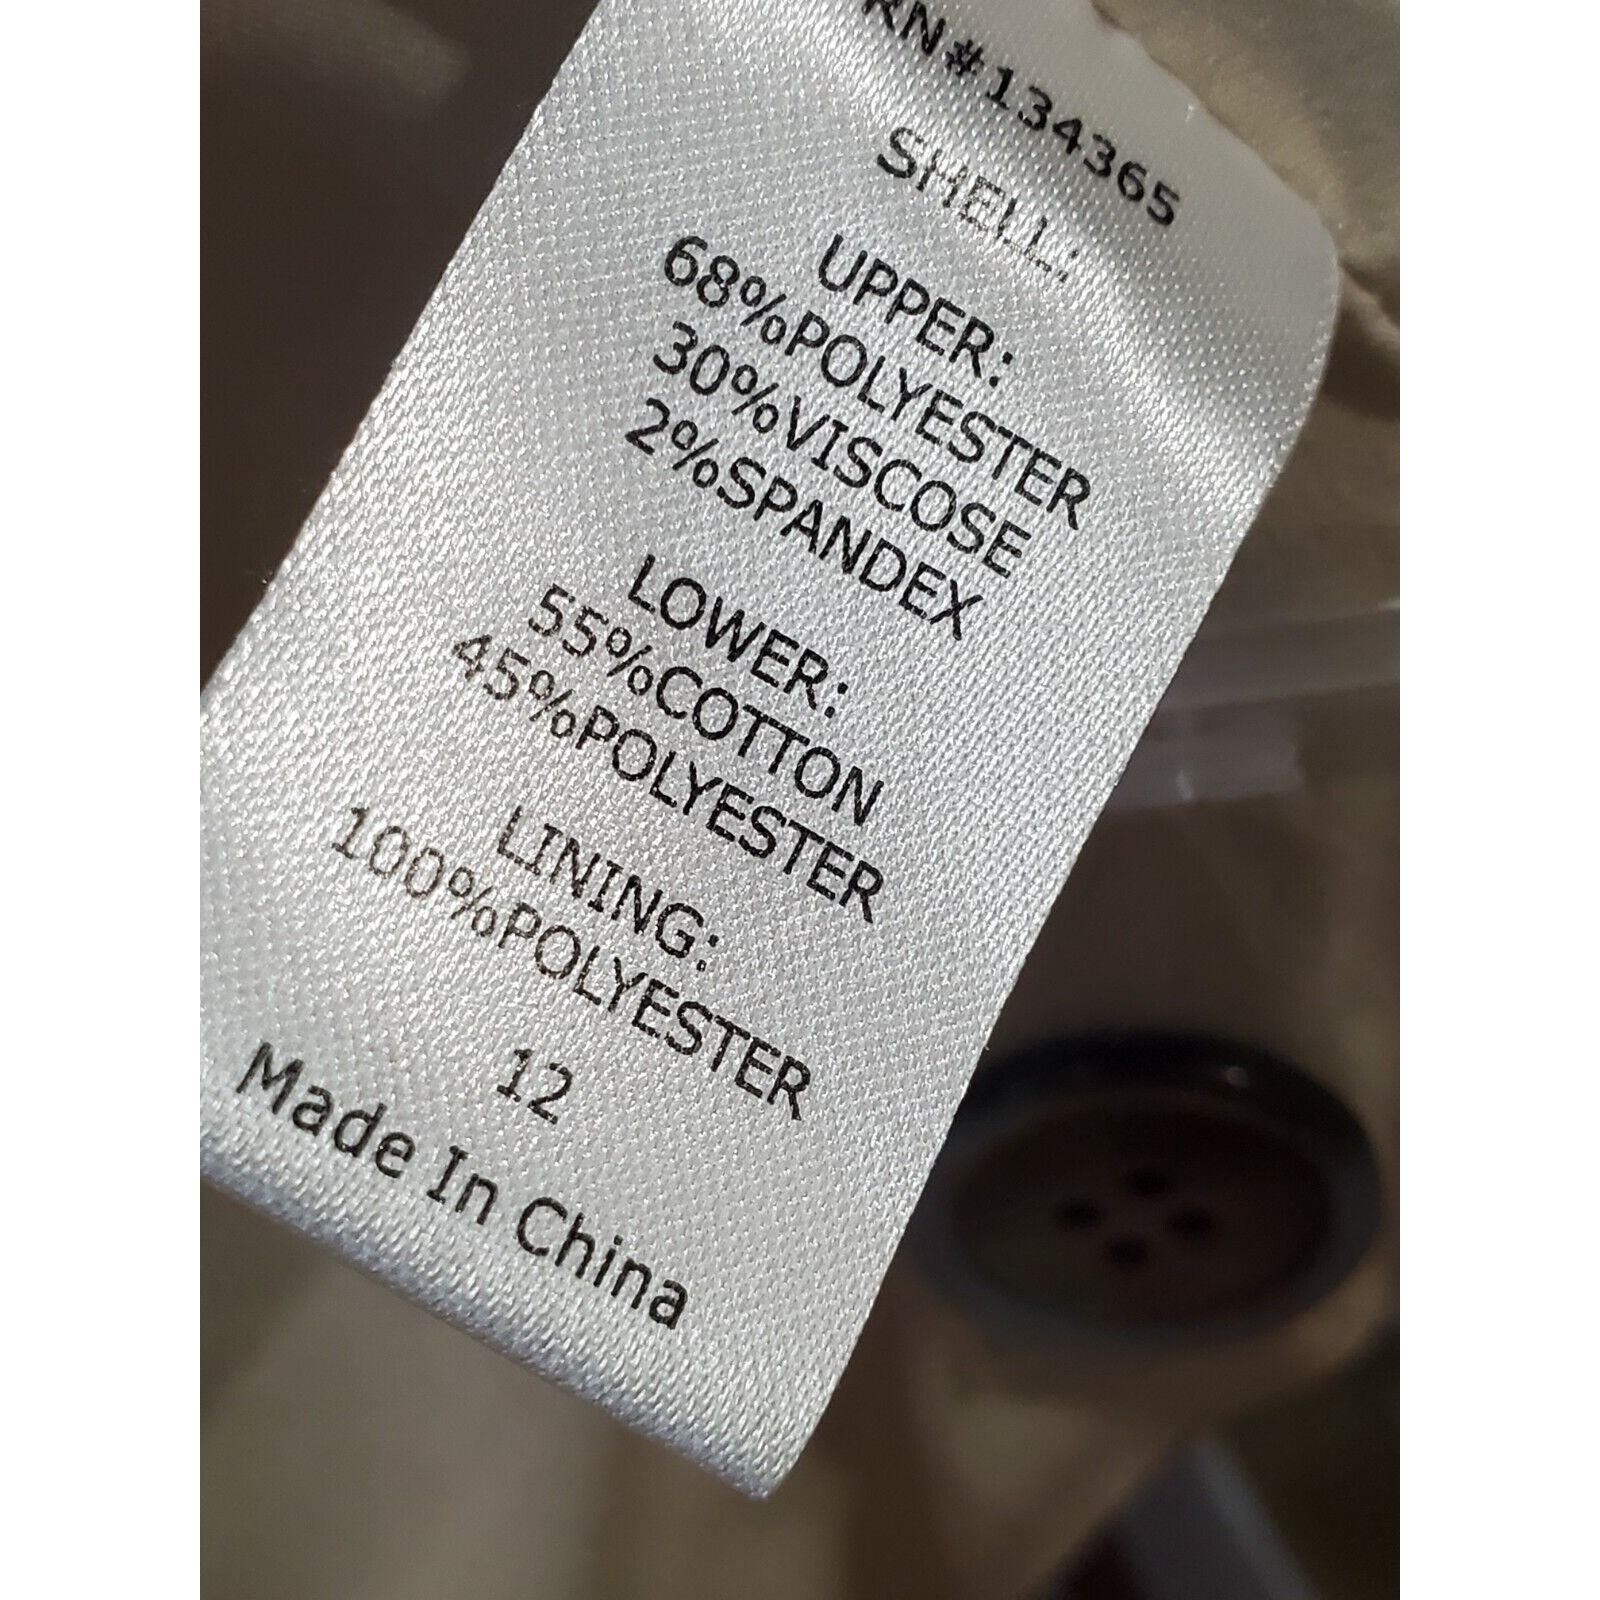 RN#134365
SHELL:
UPPER:
68%POLYESTER
30%VISCOSE
2%SPANDEX
LOWER:
55%COTTON
45%POLYESTER
LINING:
100%POLYESTER
12
Made In China